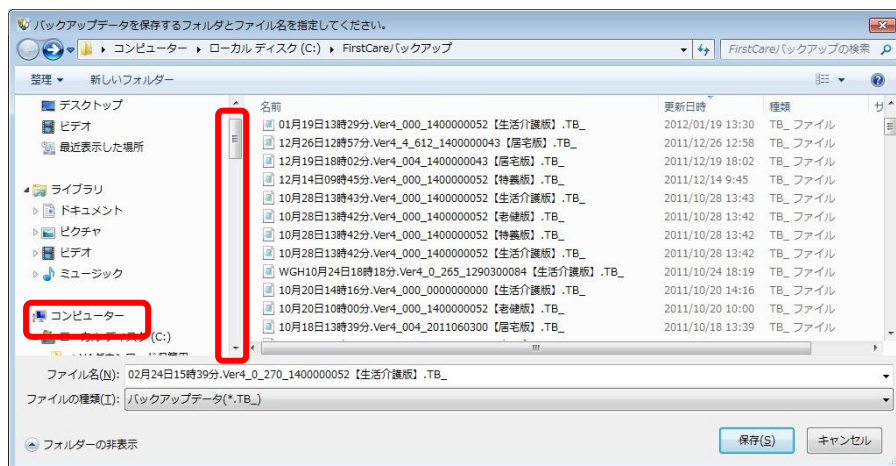 バックアップデータを保存するフォルダとファイル名を指定してください。
コンピューター ▸ ローカル ディスク (C:) ▸ FirstCareバックアップ
FirstCareバックアップの検索
整理 新しいフォルダー
デスクトップ
ビデオ
最近表示した場所
ライブラリ
ドキュメント
ピクチャ
ビデオ
ミュージック
コンピューター
ローカル ディスク (C:)
名前 更新日時 種類 サ
01月19日13時29分.Ver4_000_1400000052【生活介護版】.TB_ 2012/01/19 13:30 TB_ ファイル
12月26日12時57分.Ver4_4_612_1400000043【居宅版】.TB_ 2011/12/26 12:58 TB_ ファイル
12月19日18時02分.Ver4_004_1400000043【居宅版】.TB_ 2011/12/19 18:02 TB_ ファイル
12月14日09時45分.Ver4_000_1400000052【特養版】.TB_ 2011/12/14 9:45 TB_ ファイル
10月28日13時43分.Ver4_000_1400000052【生活介護版】.TB_ 2011/10/28 13:43 TB_ ファイル
10月28日13時42分.Ver4_000_1400000052【老健版】.TB_ 2011/10/28 13:42 TB_ ファイル
10月28日13時42分.Ver4_000_1400000052【特養版】.TB_ 2011/10/28 13:42 TB_ ファイル
10月28日13時42分.Ver4_000_1400000052【生活介護版】.TB_ 2011/10/28 13:42 TB_ ファイル
WGH10月24日18時18分.Ver4_0_265_1290300084【生活介護版】.TB_ 2011/10/24 18:19 TB_ ファイル
10月20日14時16分.Ver4_000_0000000000【生活介護版】.TB_ 2011/10/20 14:16 TB_ ファイル
10月20日10時00分.Ver4_000_1400000052【老健版】.TB_ 2011/10/20 10:00 TB_ ファイル
10月18日13時39分.Ver4_004_2011060300【居宅版】.TB_ 2011/10/18 13:39 TB_ ファイル
ファイル名(N): 02月24日15時39分.Ver4_0_270_1400000052【生活介護版】.TB_
ファイルの種類(T): バックアップデータ(*.TB_)
フォルダーの非表示
保存(S) キャンセル